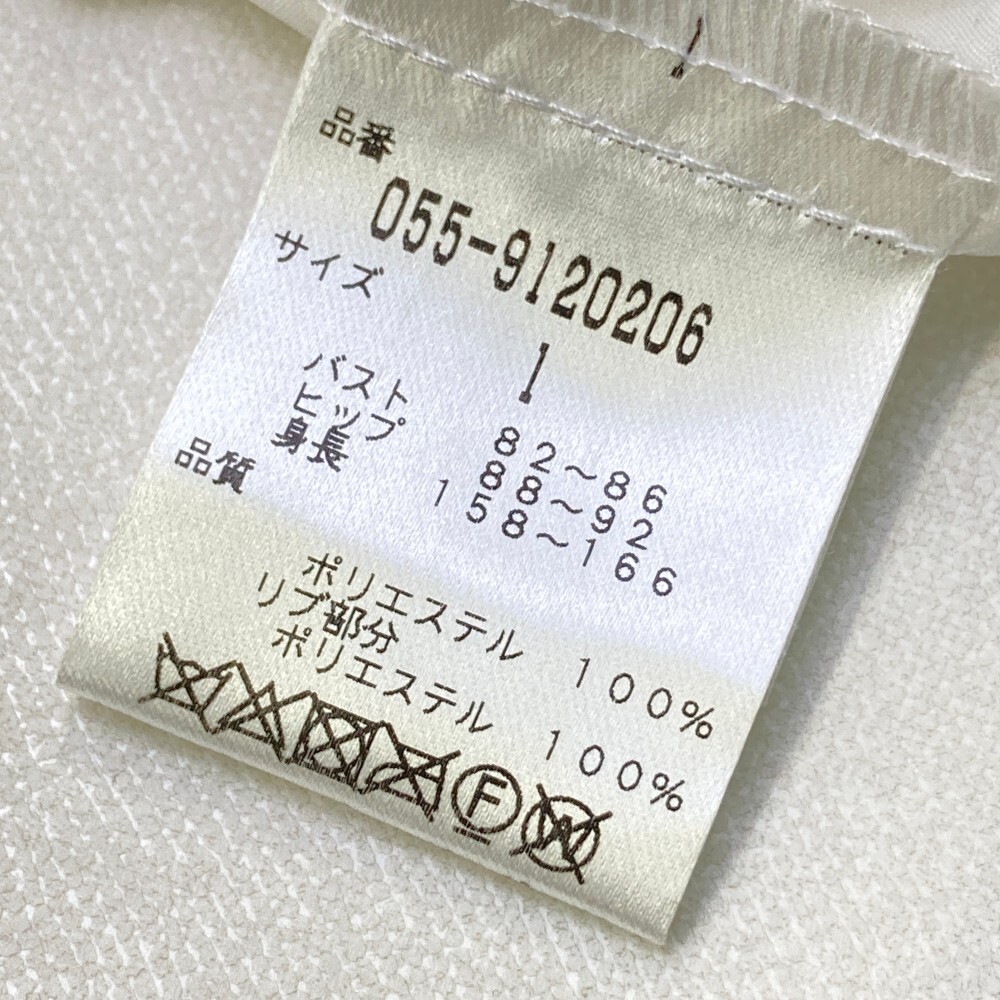 品番
055-9120206
サイズ
1
バスト 82～86
ヒップ 88～92
身長 158～166
品質
ポリエステル 100%
リブ部分
ポリエステル 100%
F W